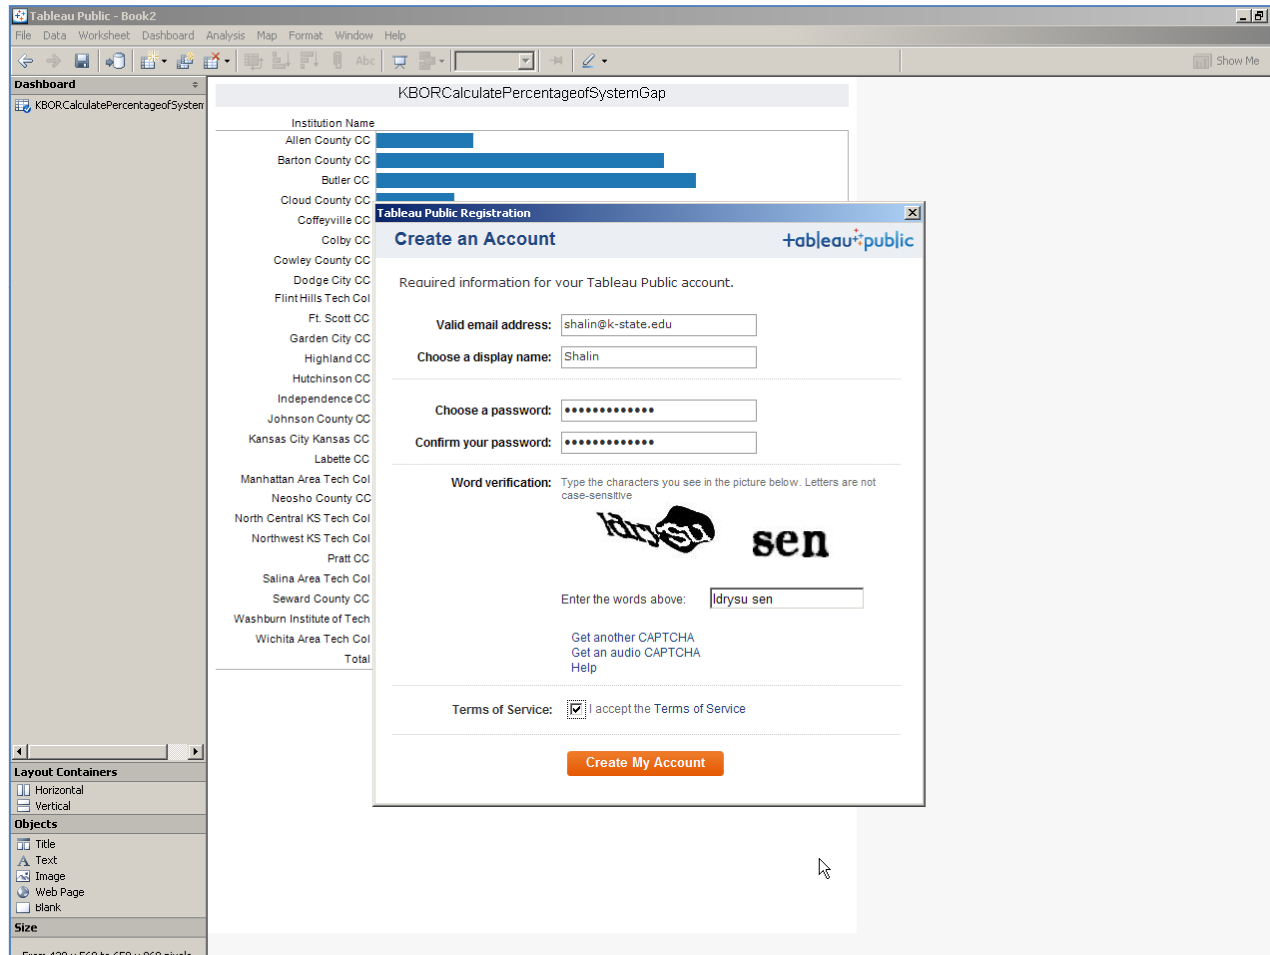 Tableau Public - Book2
File Data Worksheet Dashboard Analysis Map Format Window Help
Abc
Show Me
Dashboard
KBORCalculatePercentageofSystem
KBORCalculatePercentageofSystemGap
Institution Name
Allen County CC
Barton County CC
Butler CC
Cloud County CC
Coffeyville CC
Colby CC
Cowley County CC
Dodge City CC
Flint Hills Tech Col
Ft. Scott CC
Garden City CC
Highland CC
Hutchinson CC
Independence CC
Johnson County CC
Kansas City Kansas CC
Labette CC
Manhattan Area Tech Col
Neosho County CC
North Central KS Tech Col
Northwest KS Tech Col
Pratt CC
Salina Area Tech Col
Seward County CC
Washburn Institute of Tech
Wichita Area Tech Col
Total
Tableau Public Registration
Create an Account
+ableau public
Required information for your Tableau Public account.
Valid email address: shalin@k-state.edu
Choose a display name: Shalin
Choose a password: •••••••••••••
Confirm your password: •••••••••••••
Word verification: Type the characters you see in the picture below. Letters are not
case-sensitive
ldrysu sen
Enter the words above: ldrysu sen
Get another CAPTCHA
Get an audio CAPTCHA
Help
Terms of Service: I accept the Terms of Service
Create My Account
Layout Containers
Horizontal
Vertical
Objects
Title
Text
Image
Web Page
Blank
Size
From 420 x 560 to 650 x 860 pixels